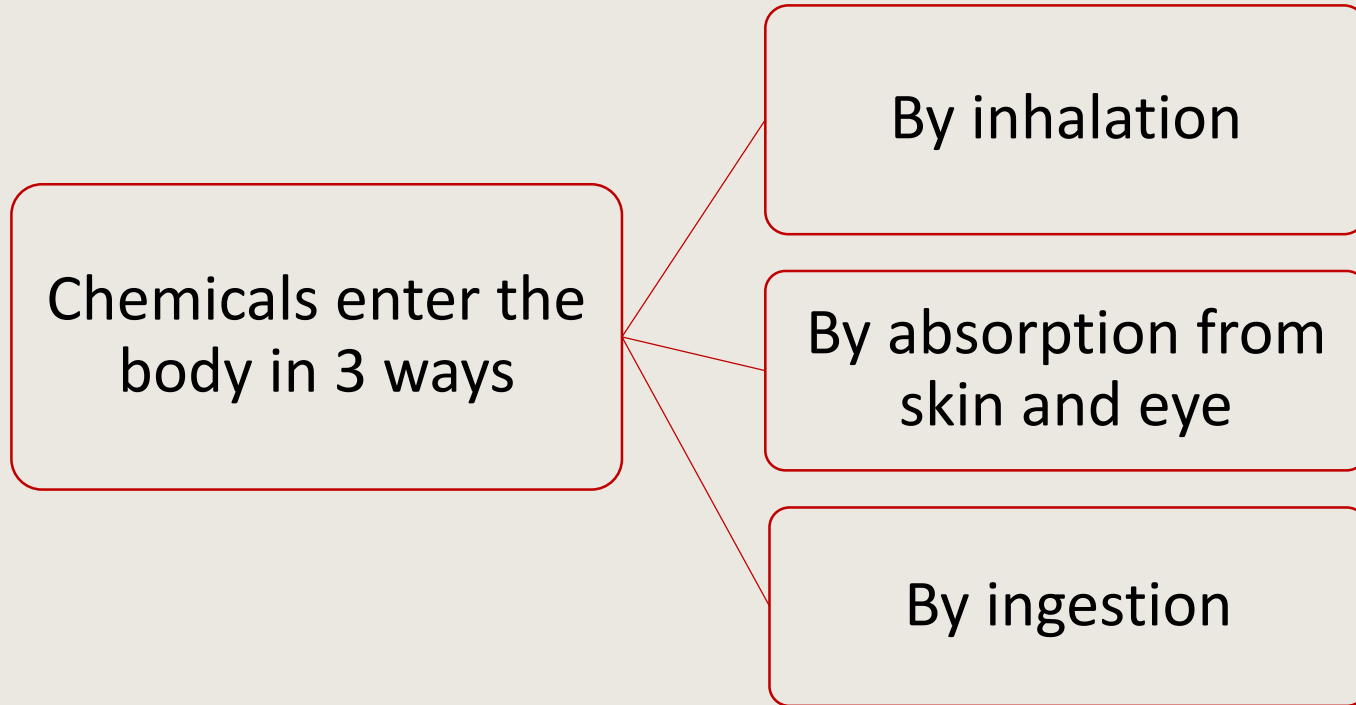 Chemicals enter the
body in 3 ways
By inhalation
By absorption from
skin and eye
By ingestion